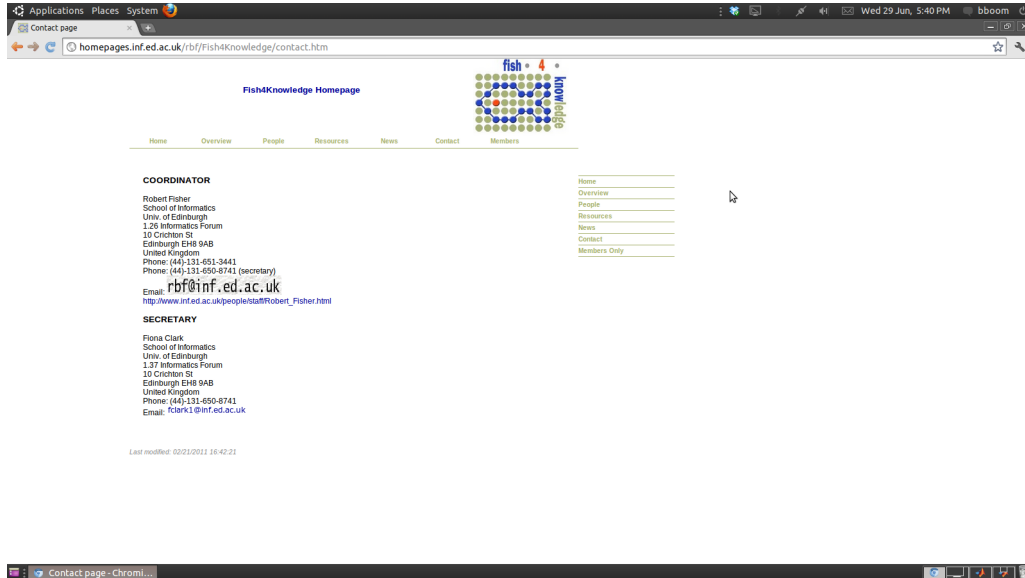 Applications Places System
Wed 29 Jun, 5:40 PM bboom
Contact page
homepages.inf.ed.ac.uk/rbf/Fish4Knowledge/contact.htm
fish 4
knowledge
Fish4Knowledge Homepage
Home Overview People Resources News Contact Members
COORDINATOR
Robert Fisher
School of Informatics
Univ. of Edinburgh
1.26 Informatics Forum
10 Crichton St
Edinburgh EH8 9AB
United Kingdom
Phone: (44)-131-651-3441
Phone: (44)-131-650-8741 (secretary)
Email: rbf@inf.ed.ac.uk
http://www.inf.ed.ac.uk/people/staff/Robert_Fisher.html
SECRETARY
Fiona Clark
School of Informatics
Univ. of Edinburgh
1.37 Informatics Forum
10 Crichton St
Edinburgh EH8 9AB
United Kingdom
Phone: (44)-131-650-8741
Email: fclark1@inf.ed.ac.uk
Last modified: 02/21/2011 16:42:21
Home
Overview
People
Resources
News
Contact
Members Only
Contact page - Chromi...